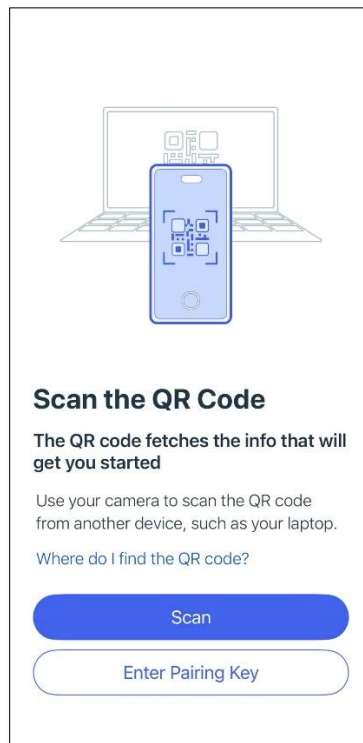 Scan the QR Code
The QR code fetches the info that will
get you started
Use your camera to scan the QR code
from another device, such as your laptop.
Where do I find the QR code?
Scan
Enter Pairing Key